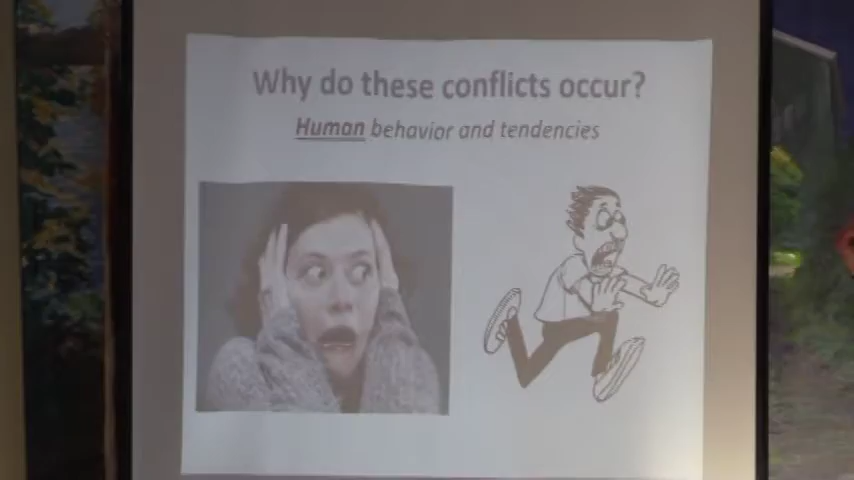 Why do these conflicts occur?
Human behavior and tendencies